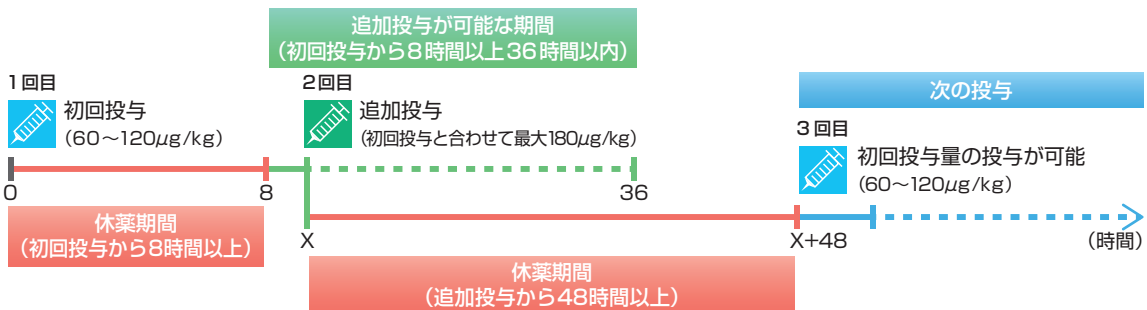 追加投与が可能な期間
（初回投与から8時間以上36時間以内）
1回目
初回投与
（60～120μg/kg）
2回目
追加投与
（初回投与と合わせて最大180μg/kg）
次の投与
3回目
初回投与量の投与が可能
（60～120μg/kg）
0
8
36
休薬期間
（初回投与から8時間以上）
X
X+48
（時間）
休薬期間
（追加投与から48時間以上）